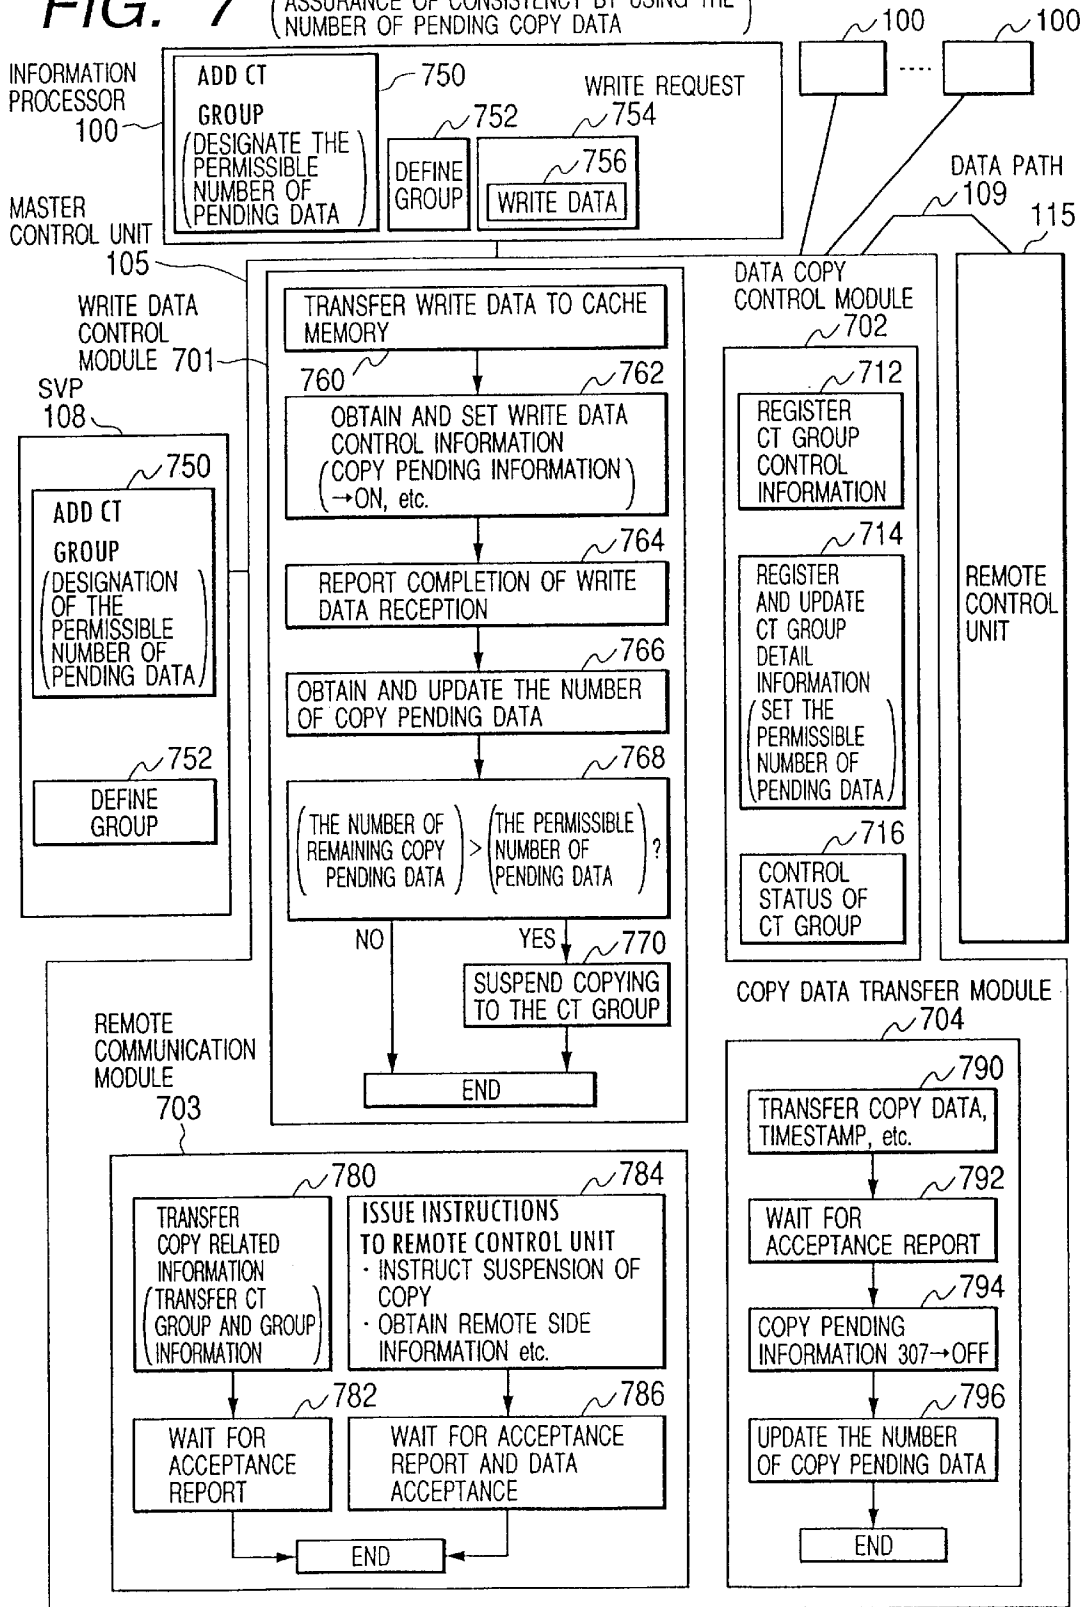 FIG. 7
ASSURANCE OF CONSISTENCY BY USING THE
NUMBER OF PENDING COPY DATA
100
100
INFORMATION
PROCESSOR
100
ADD CT
GROUP
(DESIGNATE THE
PERMISSIBLE
NUMBER OF
PENDING DATA)
750
752
DEFINE
GROUP
WRITE REQUEST
754
756
WRITE DATA
DATA PATH
109
115
REMOTE
CONTROL
UNIT
MASTER
CONTROL UNIT
105
WRITE DATA
CONTROL
MODULE 701
TRANSFER WRITE DATA TO CACHE
MEMORY
760
762
OBTAIN AND SET WRITE DATA
CONTROL INFORMATION
(COPY PENDING INFORMATION
→ON, etc.)
764
REPORT COMPLETION OF WRITE
DATA RECEPTION
766
OBTAIN AND UPDATE THE NUMBER
OF COPY PENDING DATA
768
(THE NUMBER OF
REMAINING COPY
PENDING DATA) > (THE PERMISSIBLE
NUMBER OF
PENDING DATA) ?
NO
YES
770
SUSPEND COPYING
TO THE CT GROUP
END
SVP
108
750
ADD CT
GROUP
(DESIGNATION
OF THE
PERMISSIBLE
NUMBER OF
PENDING DATA)
752
DEFINE
GROUP
DATA COPY
CONTROL MODULE
702
712
REGISTER
CT GROUP
CONTROL
INFORMATION
714
REGISTER
AND UPDATE
CT GROUP
DETAIL
INFORMATION
(SET THE
PERMISSIBLE
NUMBER OF
PENDING DATA)
716
CONTROL
STATUS OF
CT GROUP
REMOTE
COMMUNICATION
MODULE
703
780
TRANSFER
COPY RELATED
INFORMATION
(TRANSFER CT
GROUP AND GROUP
INFORMATION)
782
WAIT FOR
ACCEPTANCE
REPORT
784
ISSUE INSTRUCTIONS
TO REMOTE CONTROL UNIT
· INSTRUCT SUSPENSION OF
COPY
· OBTAIN REMOTE SIDE
INFORMATION etc.
786
WAIT FOR ACCEPTANCE
REPORT AND DATA
ACCEPTANCE
END
COPY DATA TRANSFER MODULE
704
790
TRANSFER COPY DATA,
TIMESTAMP, etc.
792
WAIT FOR
ACCEPTANCE REPORT
794
COPY PENDING
INFORMATION 307→OFF
796
UPDATE THE NUMBER
OF COPY PENDING DATA
END